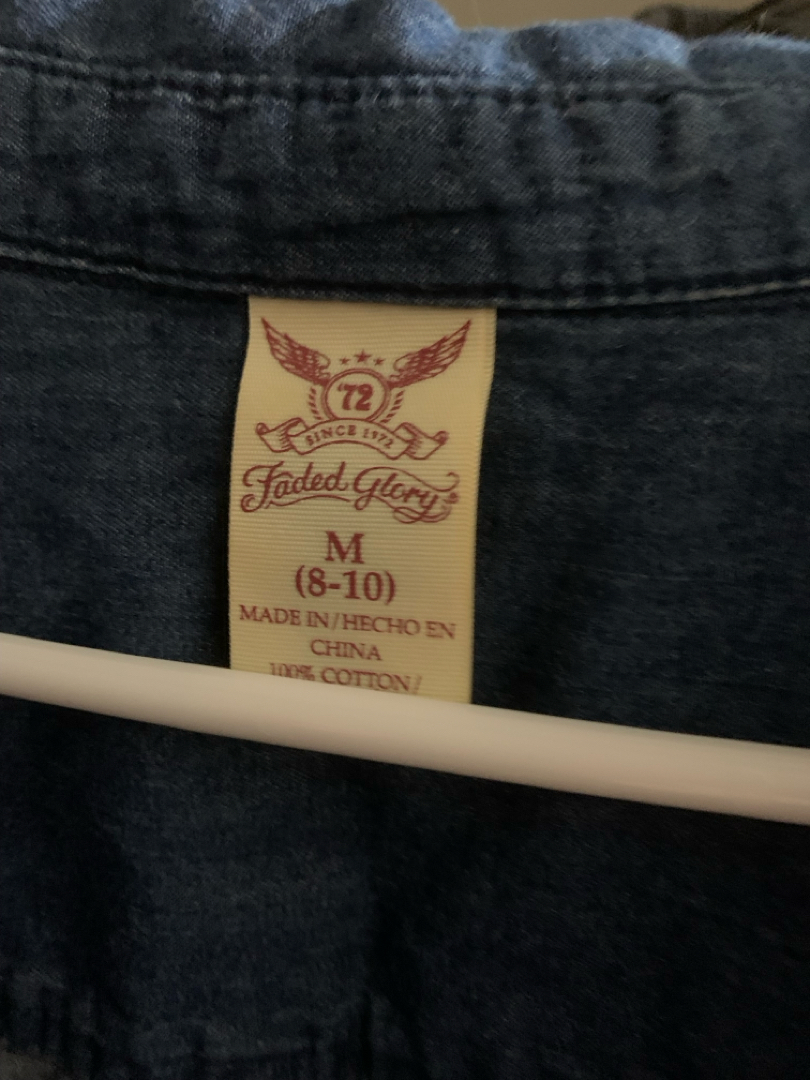 '72
SINCE 1972
Faded Glory
M
(8-10)
MADE IN/HECHO EN
CHINA
100% COTTON/